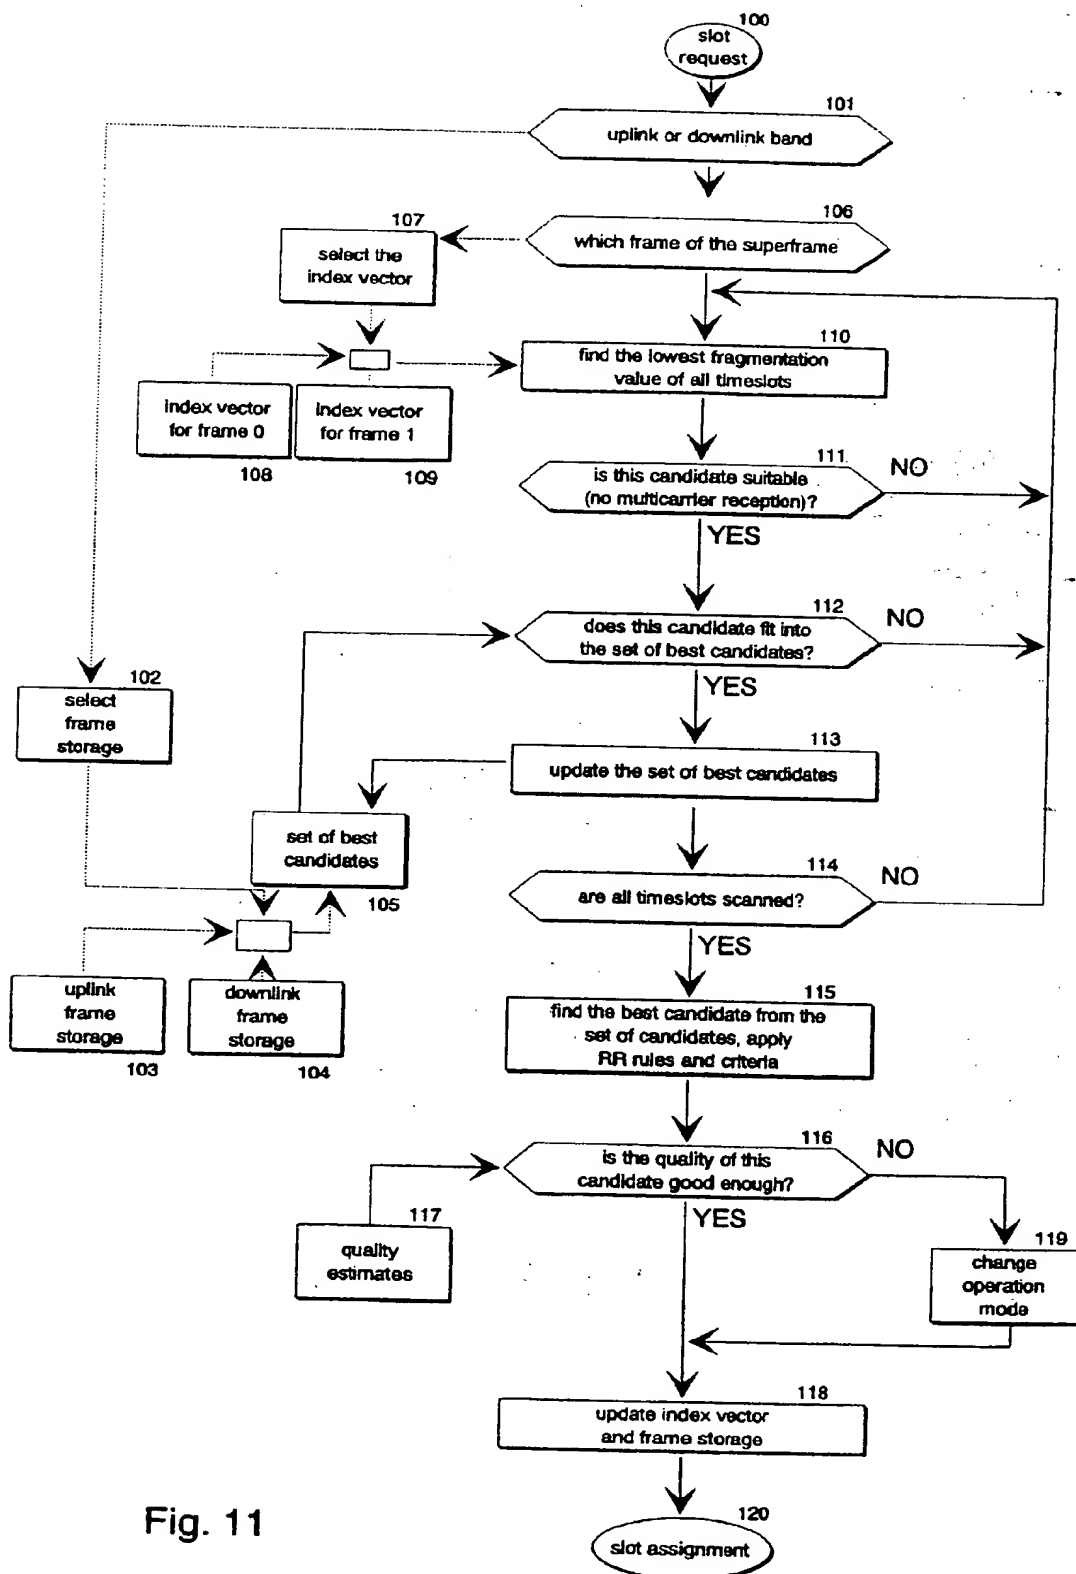 100
slot
request
101
uplink or downlink band
106
which frame of the superframe
107
select the
index vector
110
find the lowest fragmentation
value of all timeslots
index vector
for frame 0
108
index vector
for frame 1
109
111
is this candidate suitable
(no multicarrier reception)?
NO
YES
112
does this candidate fit into
the set of best candidates?
NO
YES
102
select
frame
storage
113
update the set of best candidates
set of best
candidates
105
114
are all timeslots scanned?
NO
YES
uplink
frame
storage
103
downlink
frame
storage
104
115
find the best candidate from the
set of candidates, apply
RR rules and criteria
116
is the quality of this
candidate good enough?
NO
YES
117
quality
estimates
119
change
operation
mode
118
update index vector
and frame storage
120
slot assignment
Fig. 11